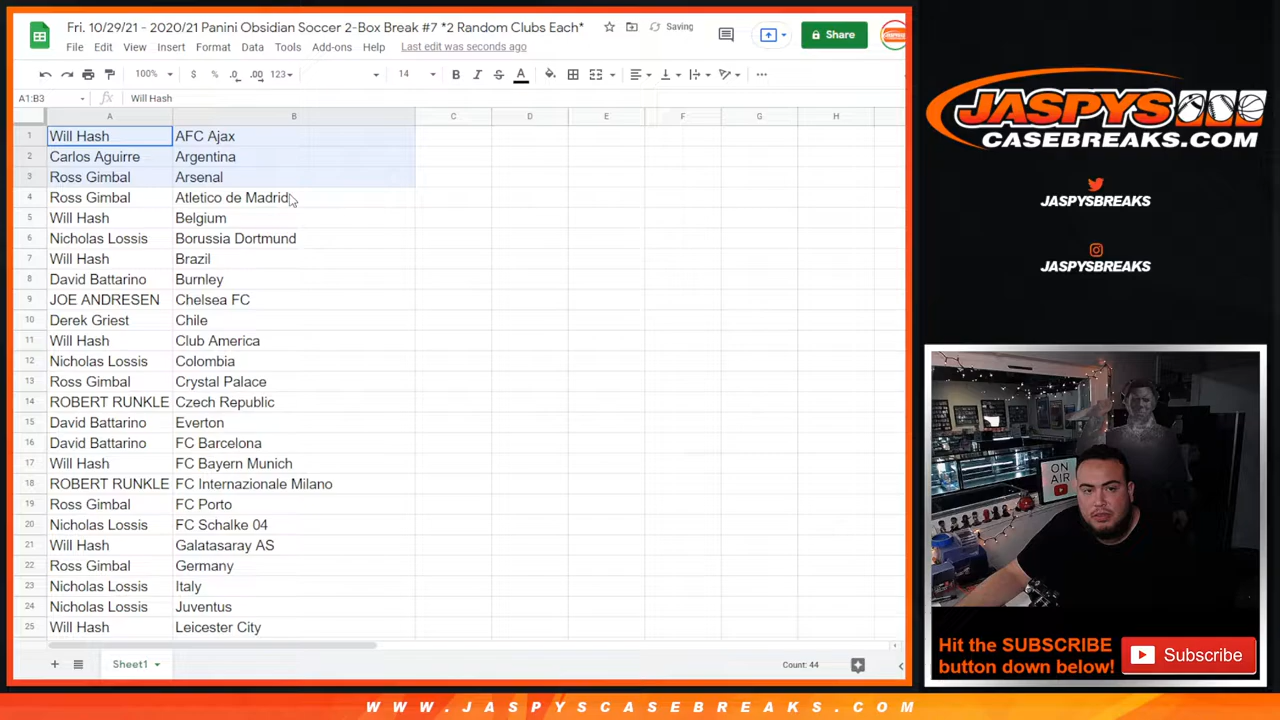 Fri. 10/29/21 - 2020/21 Panini Obsidian Soccer 2-Box Break #7 *2 Random Clubs Each*
Saving
Share
File Edit View Insert Format Data Tools Add-ons Help Last edit was seconds ago
100% $ % .0 .00 123 14 B I S A
A1:B3 fx Will Hash
A B C D E F G H
1 Will Hash AFC Ajax
2 Carlos Aguirre Argentina
3 Ross Gimbal Arsenal
4 Ross Gimbal Atletico de Madrid
5 Will Hash Belgium
6 Nicholas Lossis Borussia Dortmund
7 Will Hash Brazil
8 David Battarino Burnley
9 JOE ANDRESEN Chelsea FC
10 Derek Griest Chile
11 Will Hash Club America
12 Nicholas Lossis Colombia
13 Ross Gimbal Crystal Palace
14 ROBERT RUNKLE Czech Republic
15 David Battarino Everton
16 David Battarino FC Barcelona
17 Will Hash FC Bayern Munich
18 ROBERT RUNKLE FC Internazionale Milano
19 Ross Gimbal FC Porto
20 Nicholas Lossis FC Schalke 04
21 Will Hash Galatasaray AS
22 Ross Gimbal Germany
23 Nicholas Lossis Italy
24 Nicholas Lossis Juventus
25 Will Hash Leicester City
Sheet1
Count: 44
JASPYS
CASEBREAKS.COM
JASPYSBREAKS
JASPYSBREAKS
ON
AIR
Hit the SUBSCRIBE
button down below!
Subscribe
WWW.JASPYSCASEBREAKS.COM